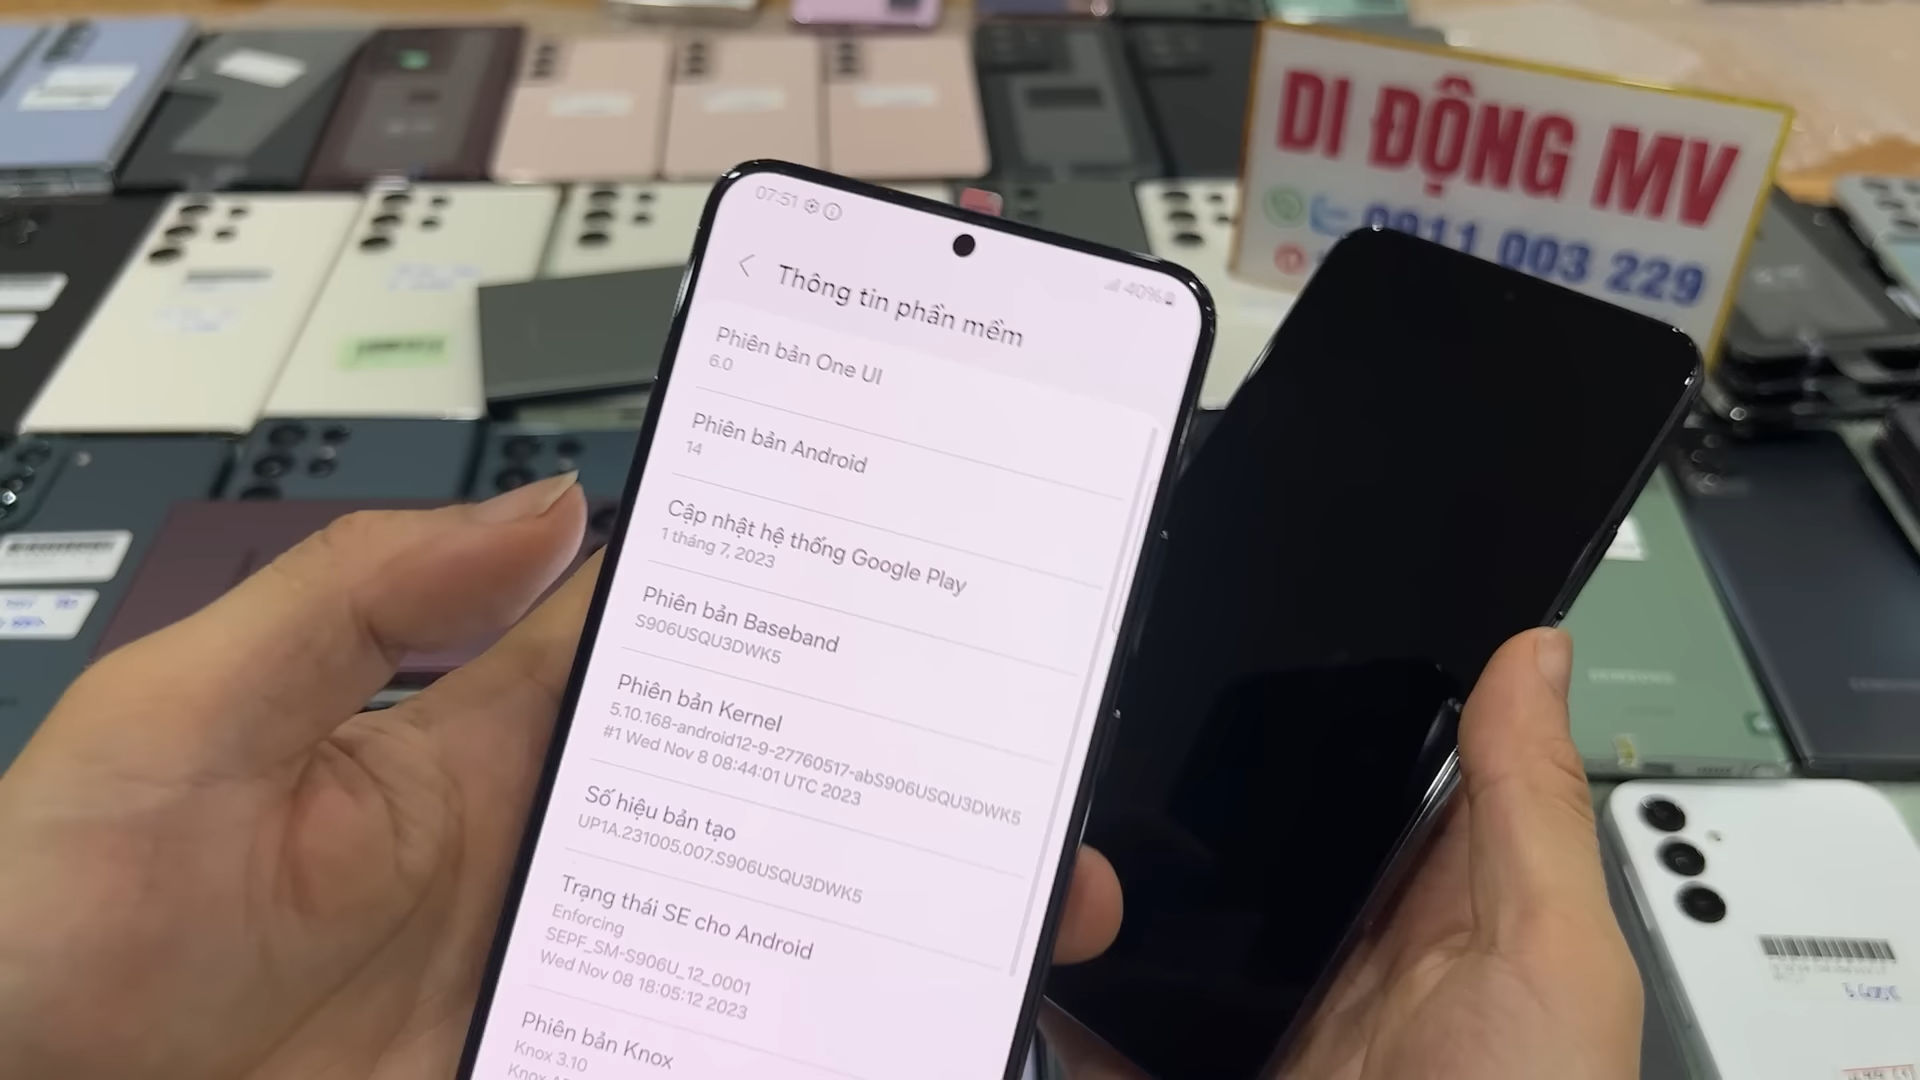 DI ĐỘNG MV
0911 003 229
07:51
40%
Thông tin phần mềm
Phiên bản One UI
6.0
Phiên bản Android
14
Cập nhật hệ thống Google Play
1 tháng 7, 2023
Phiên bản Baseband
S906USQU3DWK5
Phiên bản Kernel
5.10.168-android12-9-27760517-abS906USQU3DWK5
#1 Wed Nov 8 08:44:01 UTC 2023
Số hiệu bản tạo
UP1A.231005.007.S906USQU3DWK5
Trạng thái SE cho Android
Enforcing
SEPF_SM-S906U_12_0001
Wed Nov 08 18:05:12 2023
Phiên bản Knox
Knox 3.10
SAMSUNG